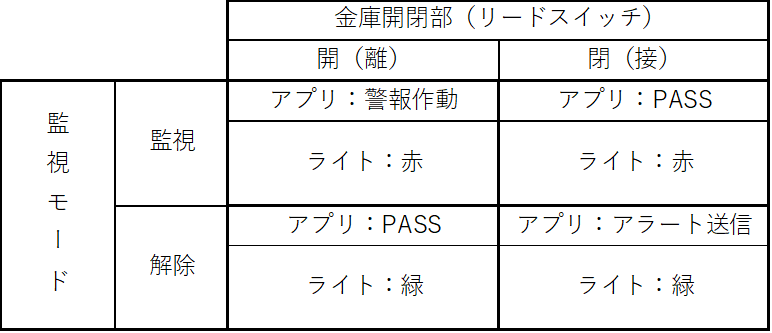 金庫開閉部（リードスイッチ）
開（離）
閉（接）
監視モード
監視
アプリ：警報作動
アプリ：PASS
ライト：赤
ライト：赤
解除
アプリ：PASS
アプリ：アラート送信
ライト：緑
ライト：緑